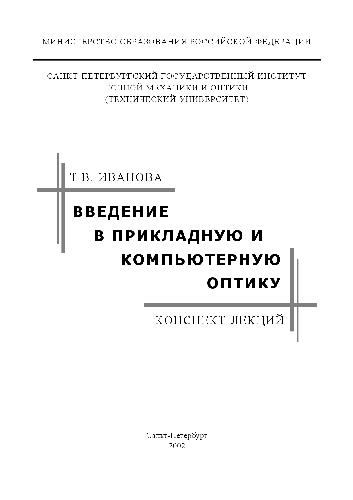 МИНИСТЕРСТВО ОБРАЗОВАНИЯ РОССИЙСКОЙ ФЕДЕРАЦИИ
САНКТ-ПЕТЕРБУРГСКИЙ ГОСУДАРСТВЕННЫЙ ИНСТИТУТ
ТОЧНОЙ МЕХАНИКИ И ОПТИКИ
(ТЕХНИЧЕСКИЙ УНИВЕРСИТЕТ)
Т.В. ИВАНОВА
ВВЕДЕНИЕ
В ПРИКЛАДНУЮ И
КОМПЬЮТЕРНУЮ
ОПТИКУ
КОНСПЕКТ ЛЕКЦИЙ
Санкт-Петербург
2002